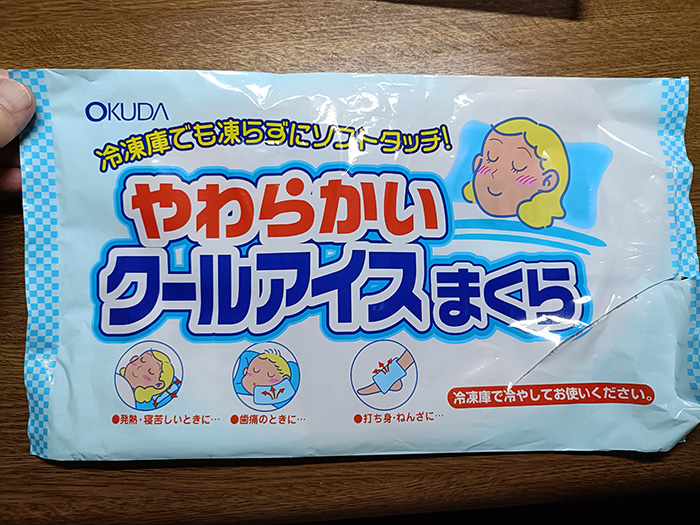 OKUDA
冷凍庫でも凍らずにソフトタッチ!
やわらかい
クールアイスまくら
●発熱・寝苦しいときに…
●歯痛のときに…
●打ち身・ねんざに…
冷凍庫で冷やしてお使いください。